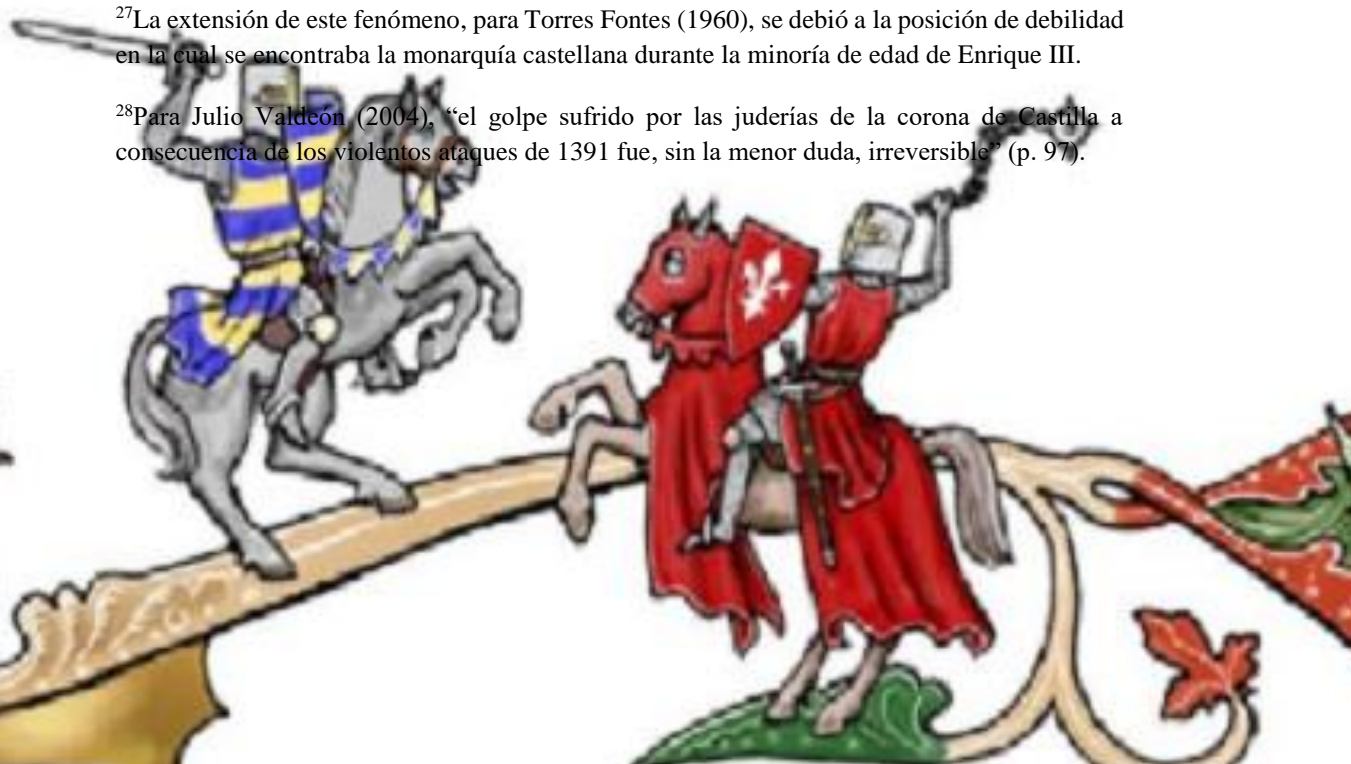 ²⁷La extensión de este fenómeno, para Torres Fontes (1960), se debió a la posición de debilidad
en la cual se encontraba la monarquía castellana durante la minoría de edad de Enrique III.
²⁸Para Julio Valdeón (2004), “el golpe sufrido por las juderías de la corona de Castilla a
consecuencia de los violentos ataques de 1391 fue, sin la menor duda, irreversible” (p. 97).